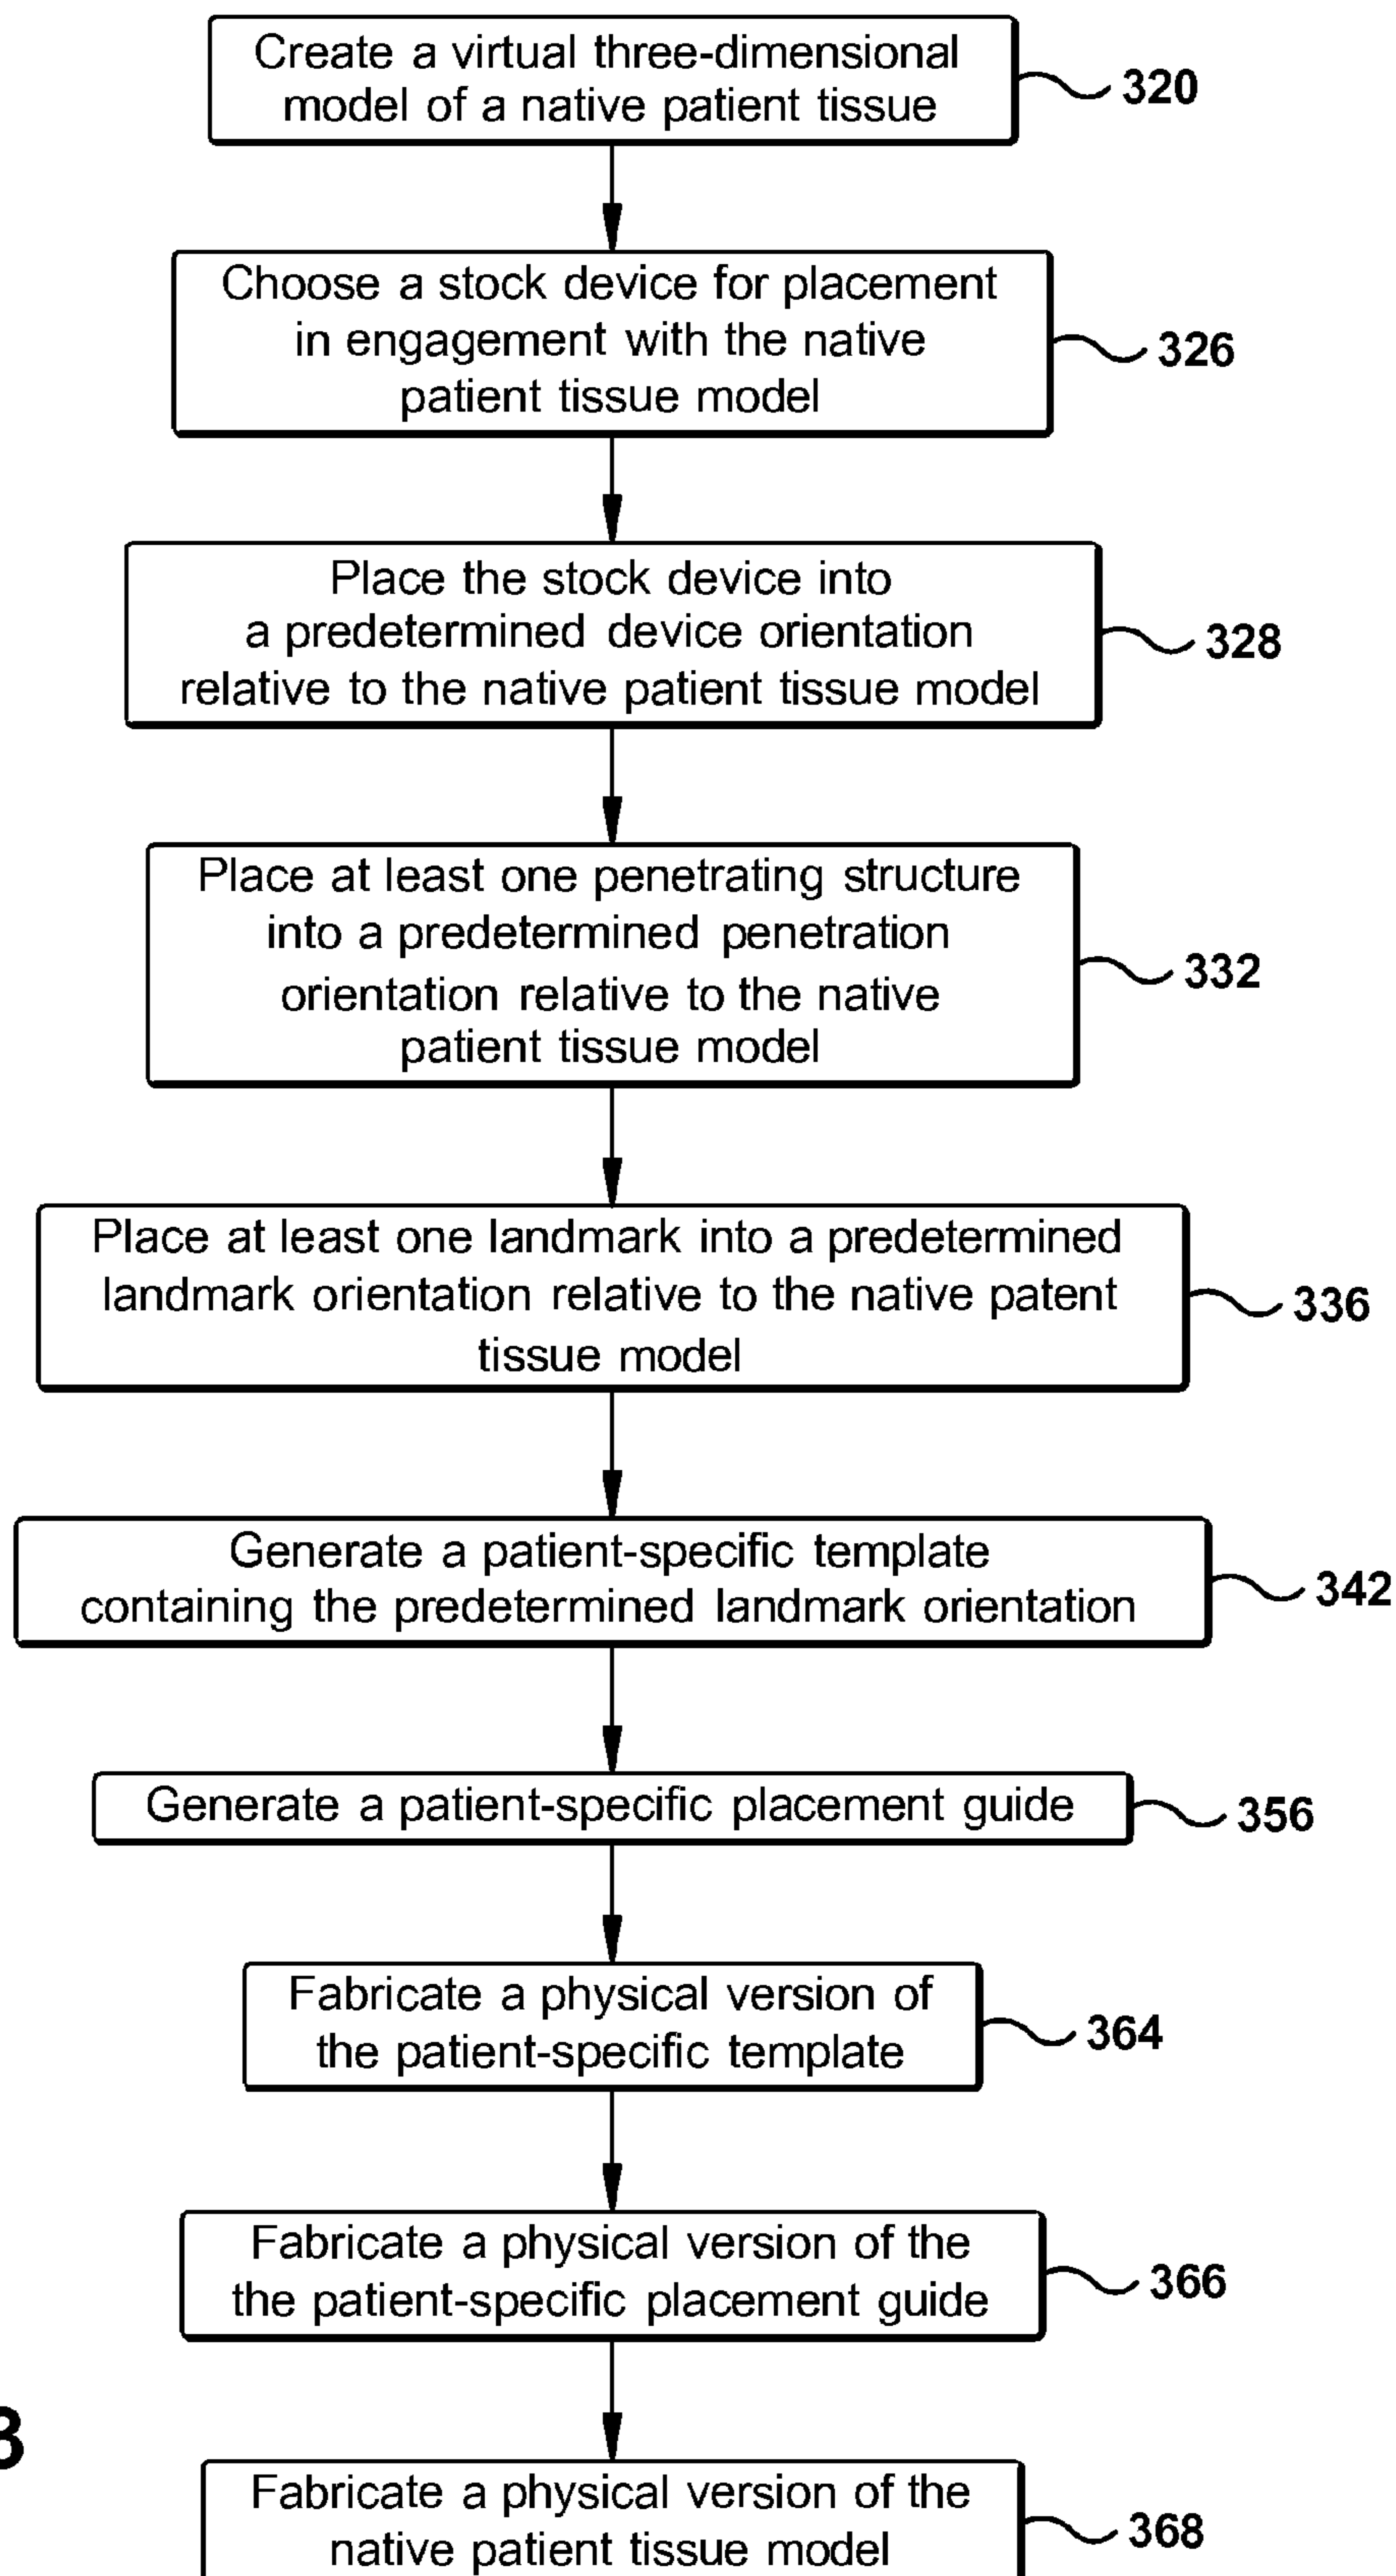 Create a virtual three-dimensional
model of a native patient tissue
320
Choose a stock device for placement
in engagement with the native
patient tissue model
326
Place the stock device into
a predetermined device orientation
relative to the native patient tissue model
328
Place at least one penetrating structure
into a predetermined penetration
orientation relative to the native
patient tissue model
332
Place at least one landmark into a predetermined
landmark orientation relative to the native patent
tissue model
336
Generate a patient-specific template
containing the predetermined landmark orientation
342
Generate a patient-specific placement guide
356
Fabricate a physical version of
the patient-specific template
364
Fabricate a physical version of the
the patient-specific placement guide
366
3
Fabricate a physical version of the
native patient tissue model
368